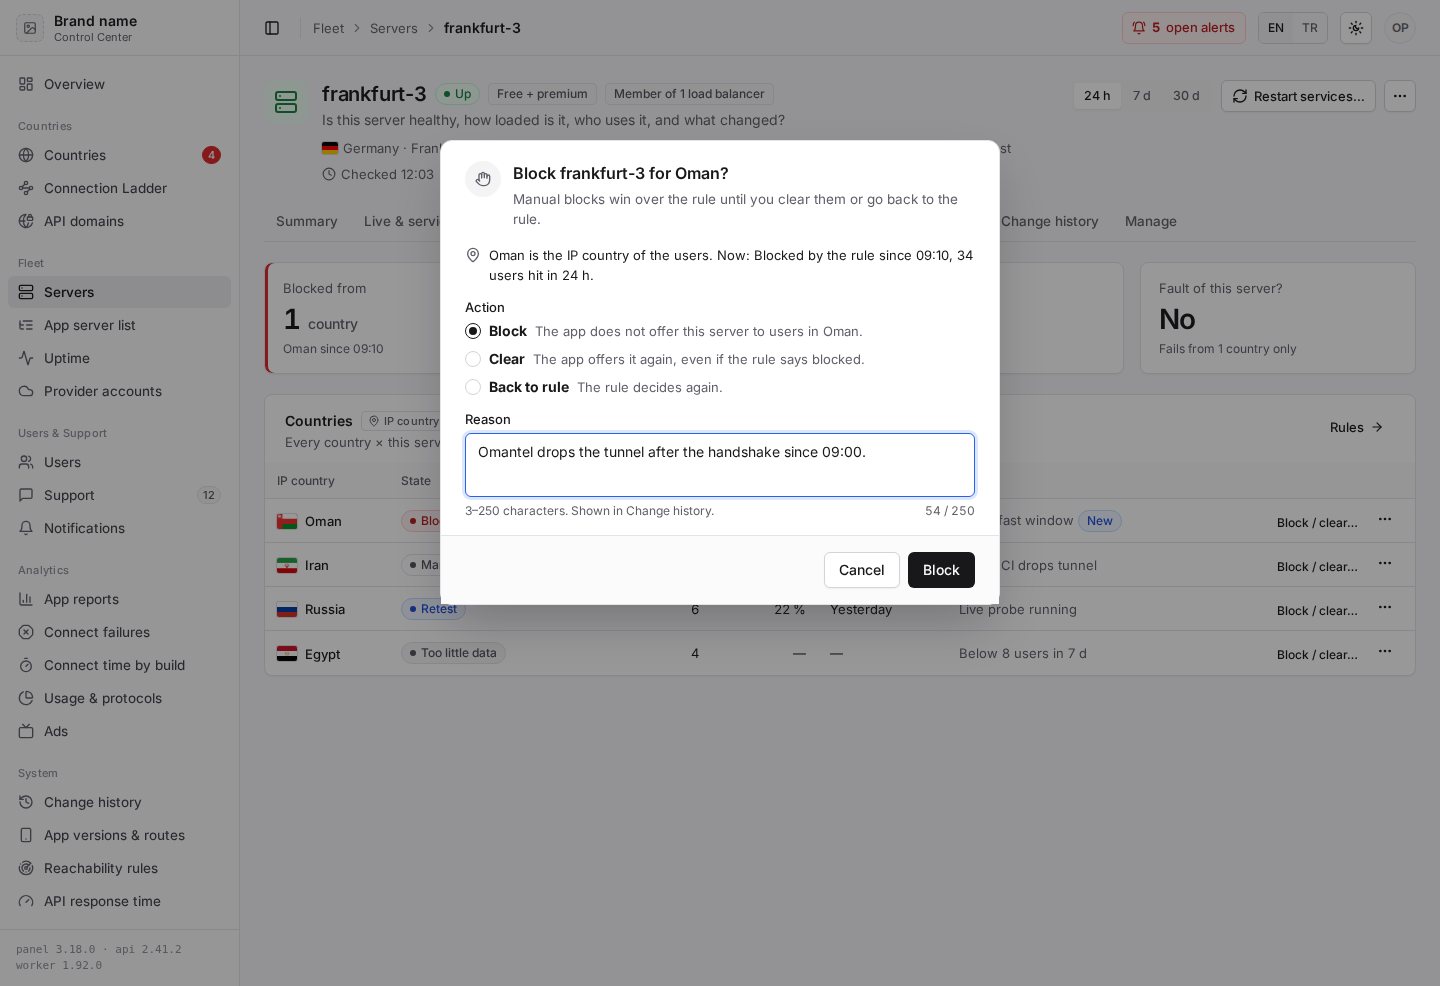 Brand name
Control Center
Fleet > Servers > frankfurt-3
5 open alerts
EN TR
OP
Overview
Countries
Countries 4
Connection Ladder
API domains
Fleet
Servers
App server list
Uptime
Provider accounts
Users & Support
Users
Support 12
Notifications
Analytics
App reports
Connect failures
Connect time by build
Usage & protocols
Ads
System
Change history
App versions & routes
Reachability rules
API response time
panel 3.18.0 · api 2.41.2
worker 1.92.0
frankfurt-3 Up Free + premium Member of 1 load balancer
24 h 7 d 30 d Restart services...
Is this server healthy, how loaded is it, who uses it, and what changed?
Germany ·
Checked 12:03
Summary Live & Change history Manage
Block frankfurt-3 for Oman?
Manual blocks win over the rule until you clear them or go back to the
rule.
Oman is the IP country of the users. Now: Blocked by the rule since 09:10, 34
users hit in 24 h.
Action
Block The app does not offer this server to users in Oman.
Clear The app offers it again, even if the rule says blocked.
Back to rule The rule decides again.
Reason
Omantel drops the tunnel after the handshake since 09:00.
3–250 characters. Shown in Change history. 54 / 250
Cancel Block
Blocked from
1 country
Oman since 09:10
Fault of this server?
No
Fails from 1 country only
Countries IP country
Every country × this
Rules →
IP country State
Oman fast window New Block / clear...
Iran drops tunnel Block / clear...
Russia Retest 6 22 % Yesterday Live probe running Block / clear...
Egypt Too little data 4 — — Below 8 users in 7 d Block / clear...